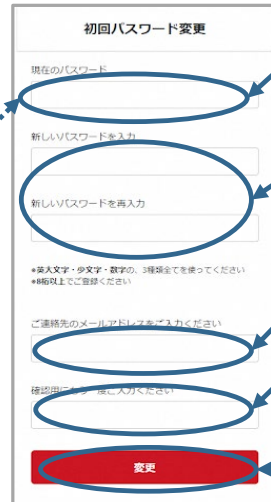 初回パスワード変更
現在のパスワード
新しいパスワードを入力
新しいパスワードを再入力
*英大文字・少文字・数字の、3種類全てを使ってください
*8桁以上でご登録ください
ご連絡先のメールアドレスをご入力ください
確認用にもう一度ご入力ください
変更